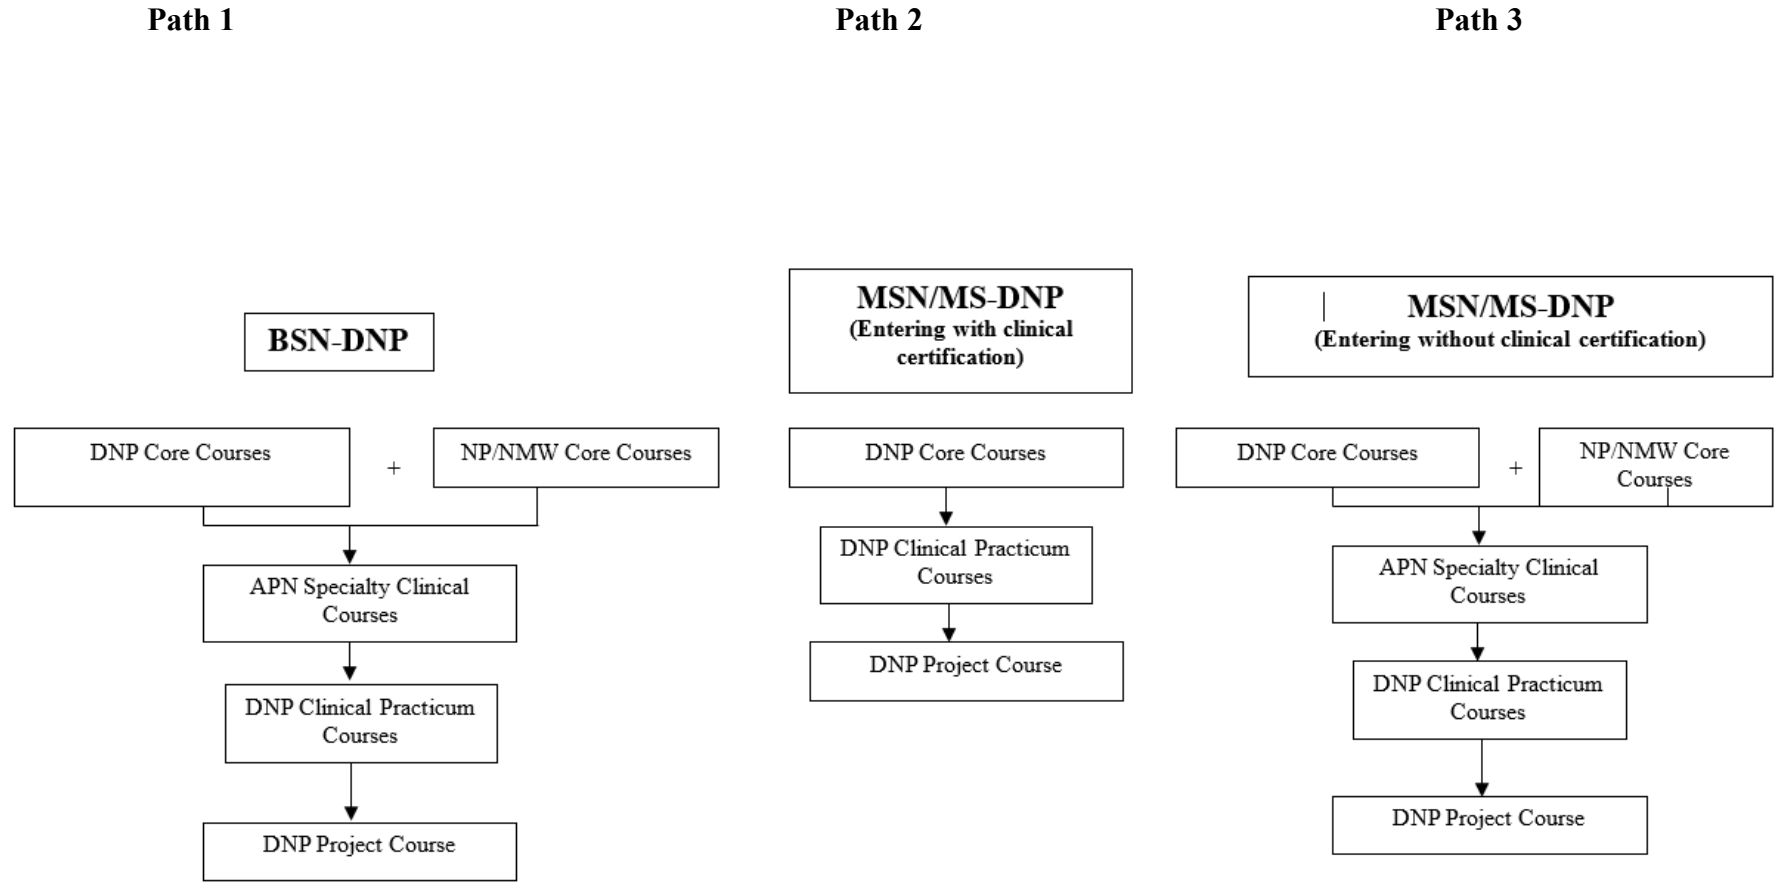 Path 1
Path 2
Path 3
BSN-DNP
DNP Core Courses
+
NP/NMW Core Courses
APN Specialty Clinical
Courses
DNP Clinical Practicum
Courses
DNP Project Course
MSN/MS-DNP
(Entering with clinical
certification)
DNP Core Courses
DNP Clinical Practicum
Courses
DNP Project Course
MSN/MS-DNP
(Entering without clinical certification)
DNP Core Courses
+
NP/NMW Core
Courses
APN Specialty Clinical
Courses
DNP Clinical Practicum
Courses
DNP Project Course